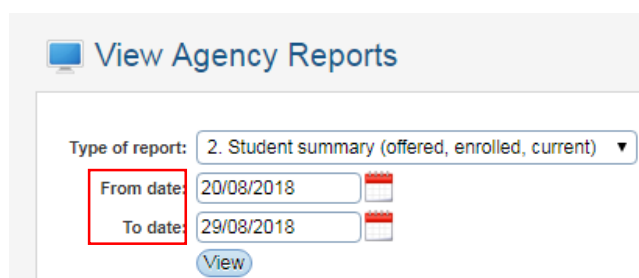 View Agency Reports
Type of report: 2. Student summary (offered, enrolled, current)
From date: 20/08/2018
To date: 29/08/2018
View